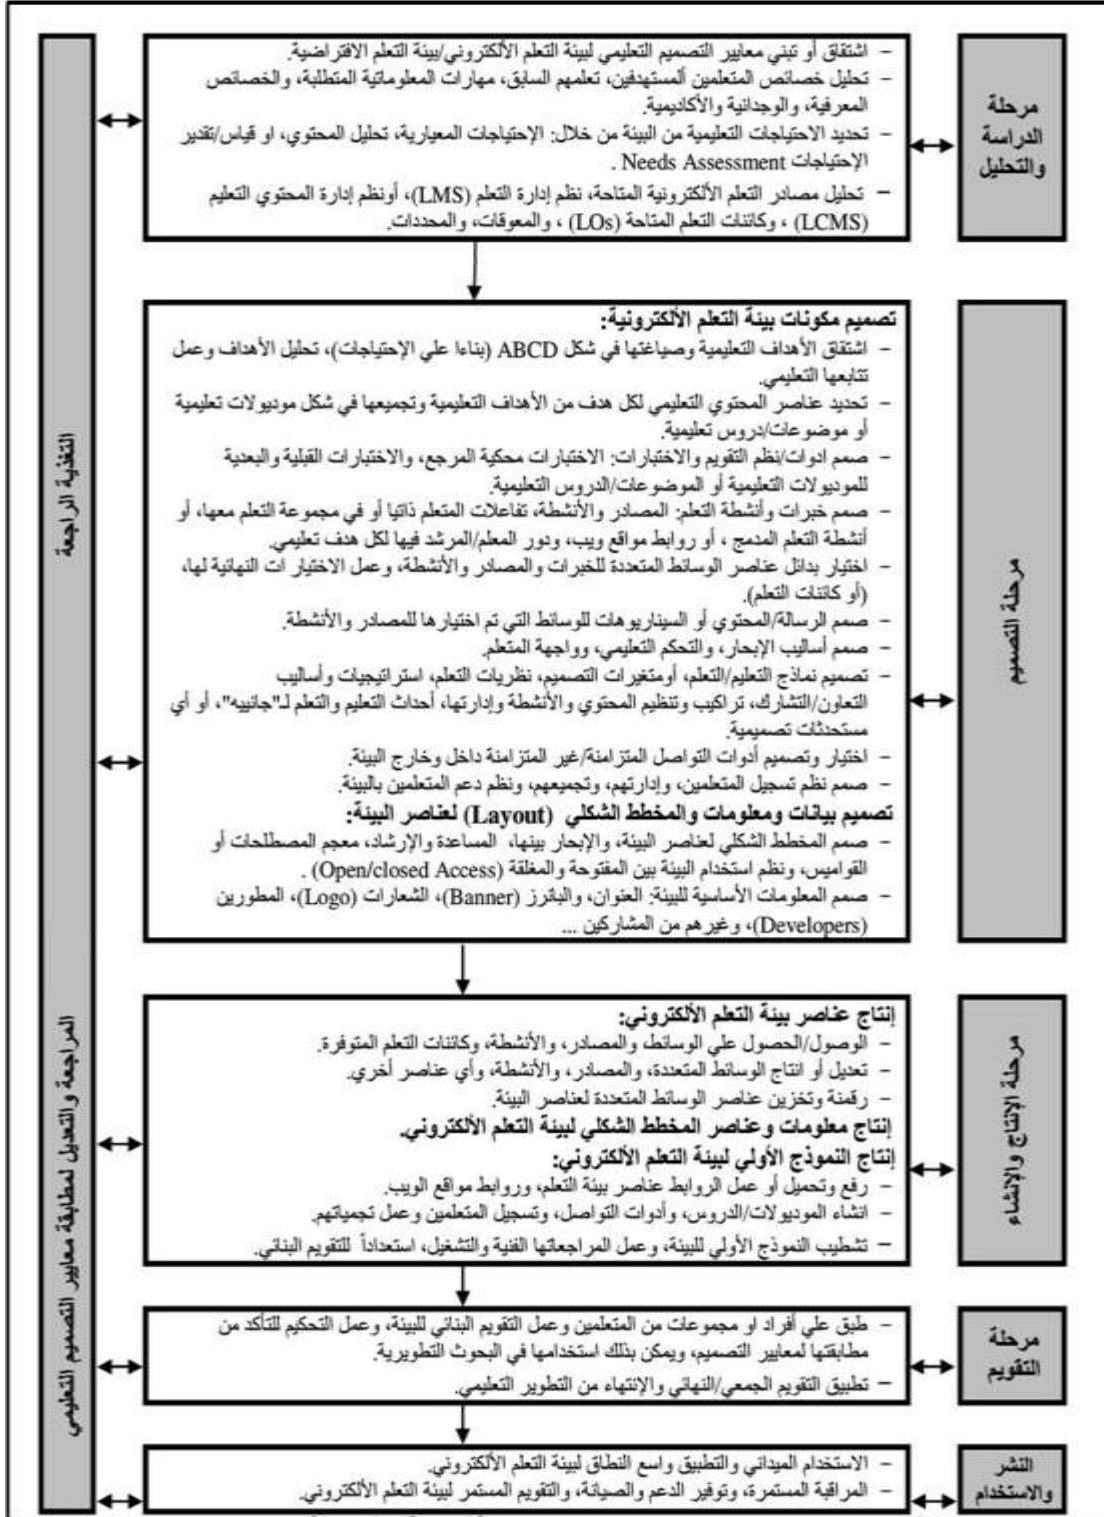 مرحلة
الدراسة
والتحليل
– اشتقاق أو تبني معايير التصميم التعليمي لبيئة التعلم الألكتروني/بيئة التعلم الافتراضية.
– تحليل خصائص المتعلمين ألمستهدفين، تعلمهم السابق، مهارات المعلوماتية المتطلبة، والخصائص
المعرفية، والوجدانية والأكاديمية.
– تحديد الاحتياجات التعليمية من البيئة من خلال: الإحتياجات المعيارية، تحليل المحتوي، او قياس/تقدير
الإحتياجات Needs Assessment .
– تحليل مصادر التعلم الألكترونية المتاحة، نظم إدارة التعلم (LMS)، أونظم إدارة المحتوي التعليم
(LCMS) ، وكائنات التعلم المتاحة (LOs) ، والمعوقات، والمحددات.
مرحلة التصميم
تصميم مكونات بيئة التعلم الألكترونية:
– اشتقاق الأهداف التعليمية وصياغتها في شكل ABCD (بناءا علي الإحتياجات)، تحليل الأهداف وعمل
تتابعها التعليمي.
– تحديد عناصر المحتوي التعليمي لكل هدف من الأهداف التعليمية وتجميعها في شكل موديولات تعليمية
أو موضوعات/دروس تعليمية.
– صمم ادوات/نظم التقويم والاختبارات: الاختبارات محكية المرجع، والاختبارات القبلية والبعدية
للموديولات التعليمية أو الموضوعات/الدروس التعليمية.
– صمم خبرات وأنشطة التعلم: المصادر والأنشطة، تفاعلات المتعلم ذاتيا أو في مجموعة التعلم معها، أو
أنشطة التعلم المدمج ، أو روابط مواقع ويب، ودور المعلم/المرشد فيها لكل هدف تعليمي.
– اختيار بدائل عناصر الوسائط المتعددة للخبرات والمصادر والأنشطة، وعمل الاختيار ات النهائية لها،
(أو كائنات التعلم).
– صمم الرسالة/المحتوي أو السيناريوهات للوسائط التي تم اختيارها للمصادر والأنشطة.
– صمم أساليب الإبحار، والتحكم التعليمي، وواجهة المتعلم.
– تصميم نماذج التعليم/التعلم، أومتغيرات التصميم، نظريات التعلم، استراتيجيات وأساليب
التعاون/التشارك، تراكيب وتنظيم المحتوي والأنشطة وإدارتها، أحداث التعليم والتعلم لـ"جانييه"، أو أي
مستحدثات تصميمية.
– اختيار وتصميم أدوات التواصل المتزامنة/غير المتزامنة داخل وخارج البيئة.
– صمم نظم تسجيل المتعلمين، وإدارتهم، وتجميعهم، ونظم دعم المتعلمين بالبيئة.
تصميم بيانات ومعلومات والمخطط الشكلي (Layout) لعناصر البيئة:
– صمم المخطط الشكلي لعناصر البيئة، والإبحار بينها، المساعدة والإرشاد، معجم المصطلحات أو
القواميس، ونظم استخدام البيئة بين المفتوحة والمغلقة (Open/closed Access) .
– صمم المعلومات الأساسية للبيئة: العنوان، والبانرز (Banner)، الشعارات (Logo)، المطورين
(Developers)، وغيرهم من المشاركين ...
مرحلة الإنتاج والإنشاء
إنتاج عناصر بيئة التعلم الألكتروني:
– الوصول/الحصول علي الوسائط والمصادر، والأنشطة، وكائنات التعلم المتوفرة.
– تعديل أو انتاج الوسائط المتعددة، والمصادر، والأنشطة، وأي عناصر أخري.
– رقمنة وتخزين عناصر الوسائط المتعددة لعناصر البيئة.
إنتاج معلومات وعناصر المخطط الشكلي لبيئة التعلم الألكتروني.
إنتاج النموذج الأولي لبيئة التعلم الألكتروني:
– رفع وتحميل أو عمل الروابط عناصر بيئة التعلم، وروابط مواقع الويب.
– انشاء الموديولات/الدروس، وأدوات التواصل، وتسجيل المتعلمين وعمل تجمياتهم.
– تشطيب النموذج الأولي للبيئة، وعمل المراجعاتها الفنية والتشغيل، استعداداً للتقويم البنائي.
مرحلة
التقويم
– طبق علي أفراد او مجموعات من المتعلمين وعمل التقويم البنائي للبيئة، وعمل التحكيم للتأكد من
مطابقتها لمعايير التصميم، ويمكن بذلك استخدامها في البحوث التطويرية.
– تطبيق التقويم الجمعي/النهائي والإنتهاء من التطوير التعليمي.
النشر
والاستخدام
– الاستخدام الميداني والتطبيق واسع النطاق لبيئة التعلم الألكتروني.
– المراقبة المستمرة، وتوفير الدعم والصيانة، والتقويم المستمر لبيئة التعلم الألكتروني.
التغذية الراجعة
المراجعة والتعديل لمطابقة معايير التصميم التعليمي